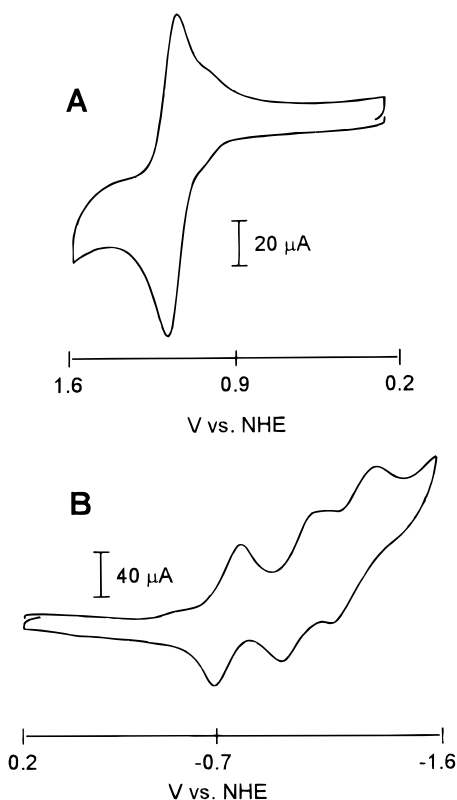 A
20 μA
1.6 0.9 0.2
V vs. NHE
B
40 μA
0.2 -0.7 -1.6
V vs. NHE